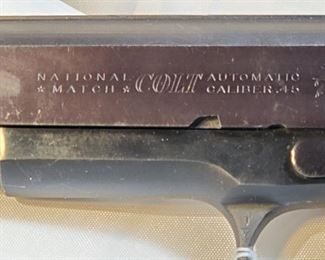 NATIONAL COLT AUTOMATIC
★ MATCH ★ CALIBER .45